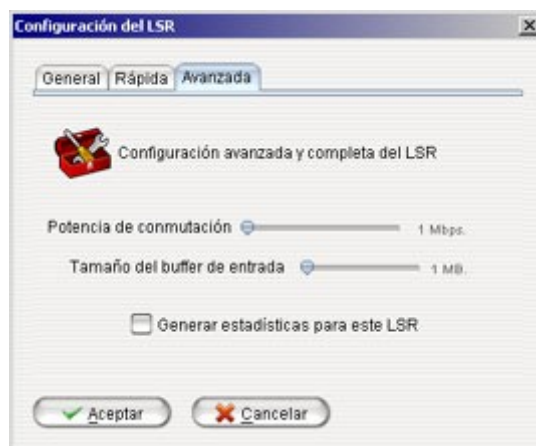 Configuración del LSR
General Rápida Avanzada
Configuración avanzada y completa del LSR
Potencia de conmutación 1 Mbps.
Tamaño del buffer de entrada 1 MB.
Generar estadísticas para este LSR
Aceptar Cancelar